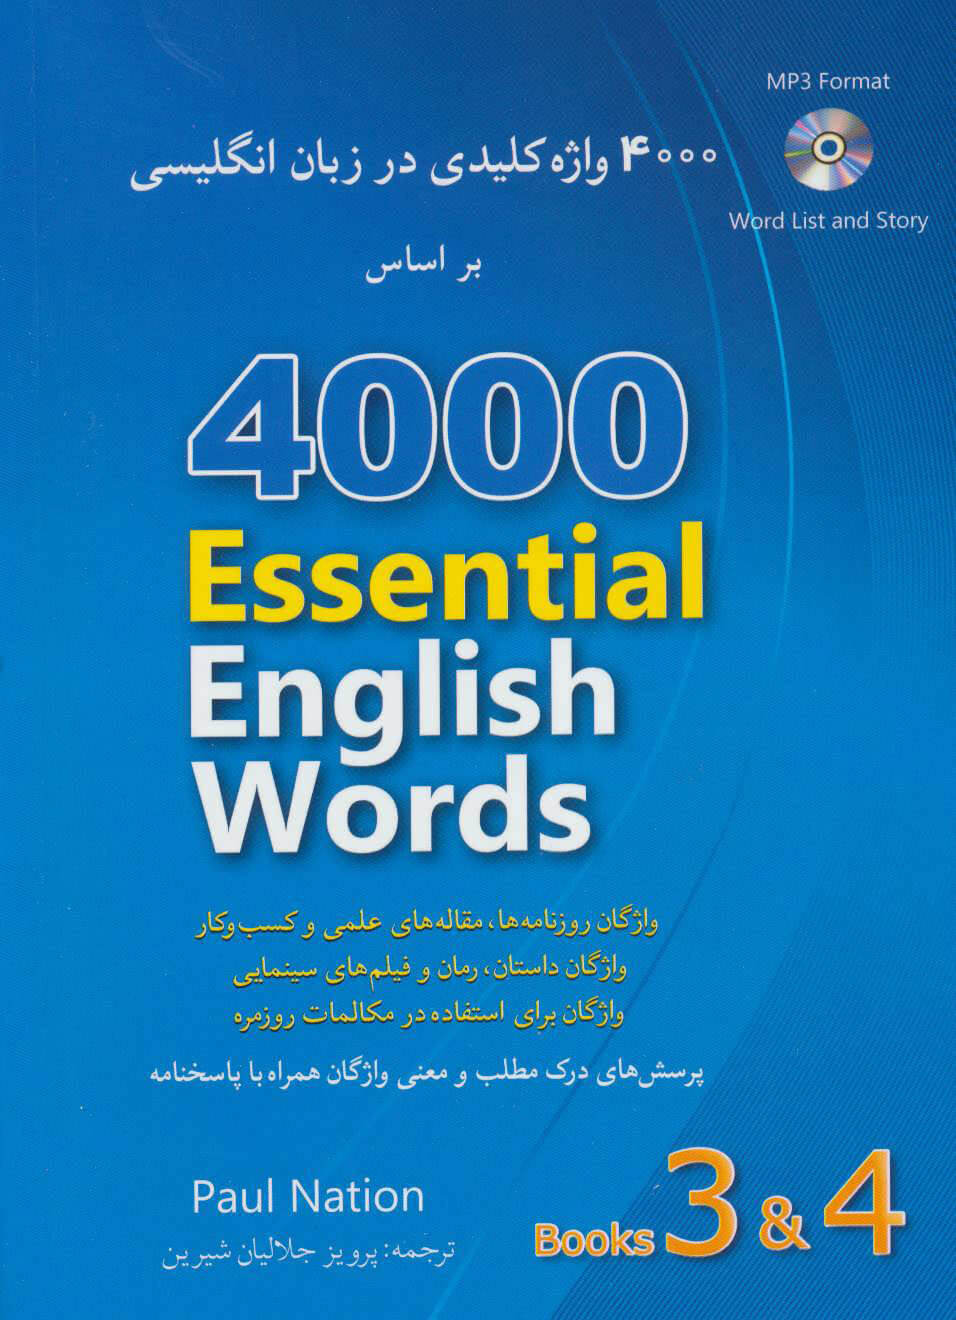 MP3 Format
۴۰۰۰ واژه کلیدی در زبان انگلیسی
Word List and Story
بر اساس
4000
Essential
English
Words
واژگان روزنامه‌ها، مقاله‌های علمی و کسب‌وکار
واژگان داستان، رمان و فیلم‌های سینمایی
واژگان برای استفاده در مکالمات روزمره
پرسش‌های درک مطلب و معنی واژگان همراه با پاسخنامه
Paul Nation
ترجمه: پرویز جلالیان شیرین
Books 3 & 4